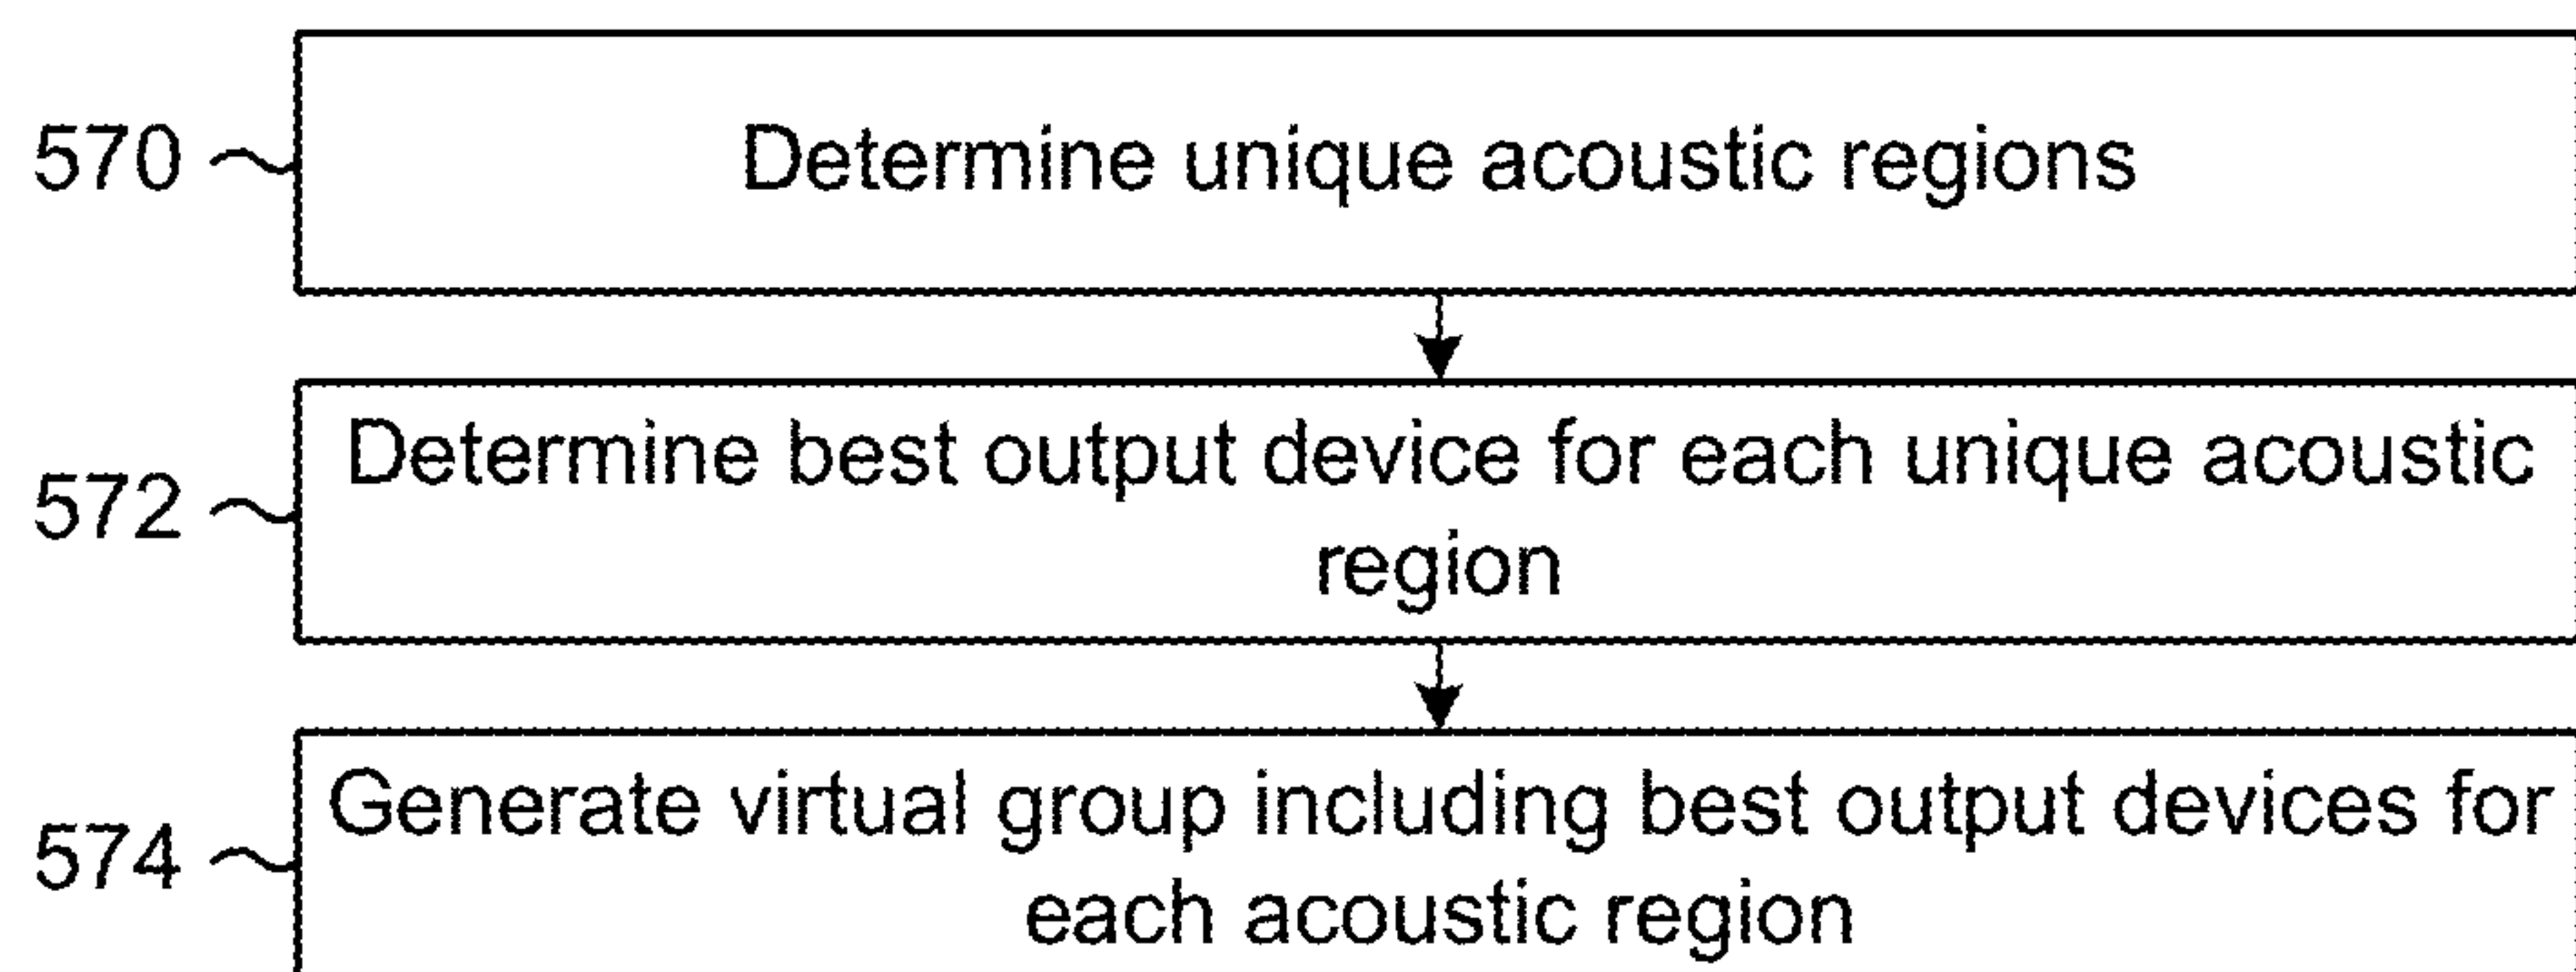 570
Determine unique acoustic regions
572
Determine best output device for each unique acoustic
region
574
Generate virtual group including best output devices for
each acoustic region